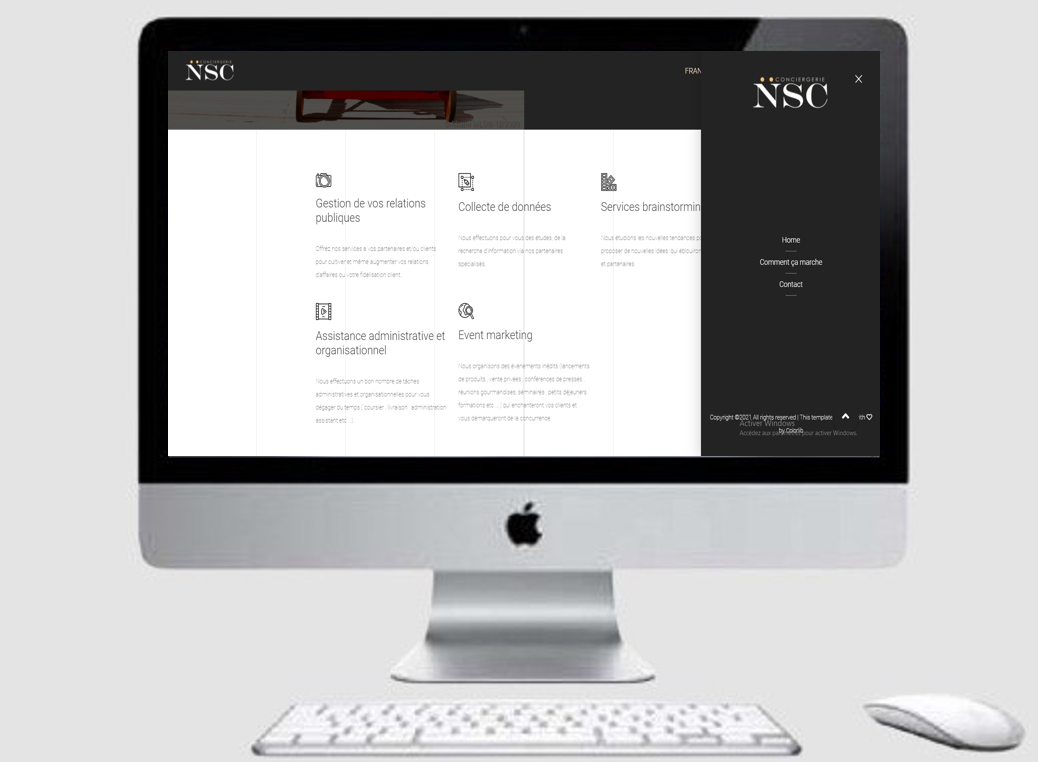 CONCIERGERIE
NSC
FRAN
CONCIERGERIE
NSC
Gestion de vos relations
publiques
Offrez nos services à vos partenaires et ou clients
pour cultiver et même augmenter vos relations
d'affaires ou votre fidélisation client.
Collecte de données
Nous effectuons pour vous des études, de la
recherche d'information via nos partenaires
spécialisés.
Services brainstormin
Nous étudions les nouvelles tendances po
proposer de nouvelles idées, qui éblouiron
et partenaires.
Assistance administrative et
organisationnel
Nous effectuons un bon nombre de tâches
administratives et organisationnelles pour vous
dégager du temps ( coursier , livraison , administration
assistant etc ...)
Event marketing
Nous organisons des évènements inédits (lancements
de produits , vente privées , conférences de presses ,
réunions gourmandises, séminaires , petits déjeuners
formations etc ... ) qui enchanteront vos clients et
vous démarqueront de la concurrence.
Home
Comment ça marche
Contact
Copyright ©2021 All rights reserved | This template
ith
by Colorlib
Activer Windows
Accédez aux paramètres pour activer Windows.